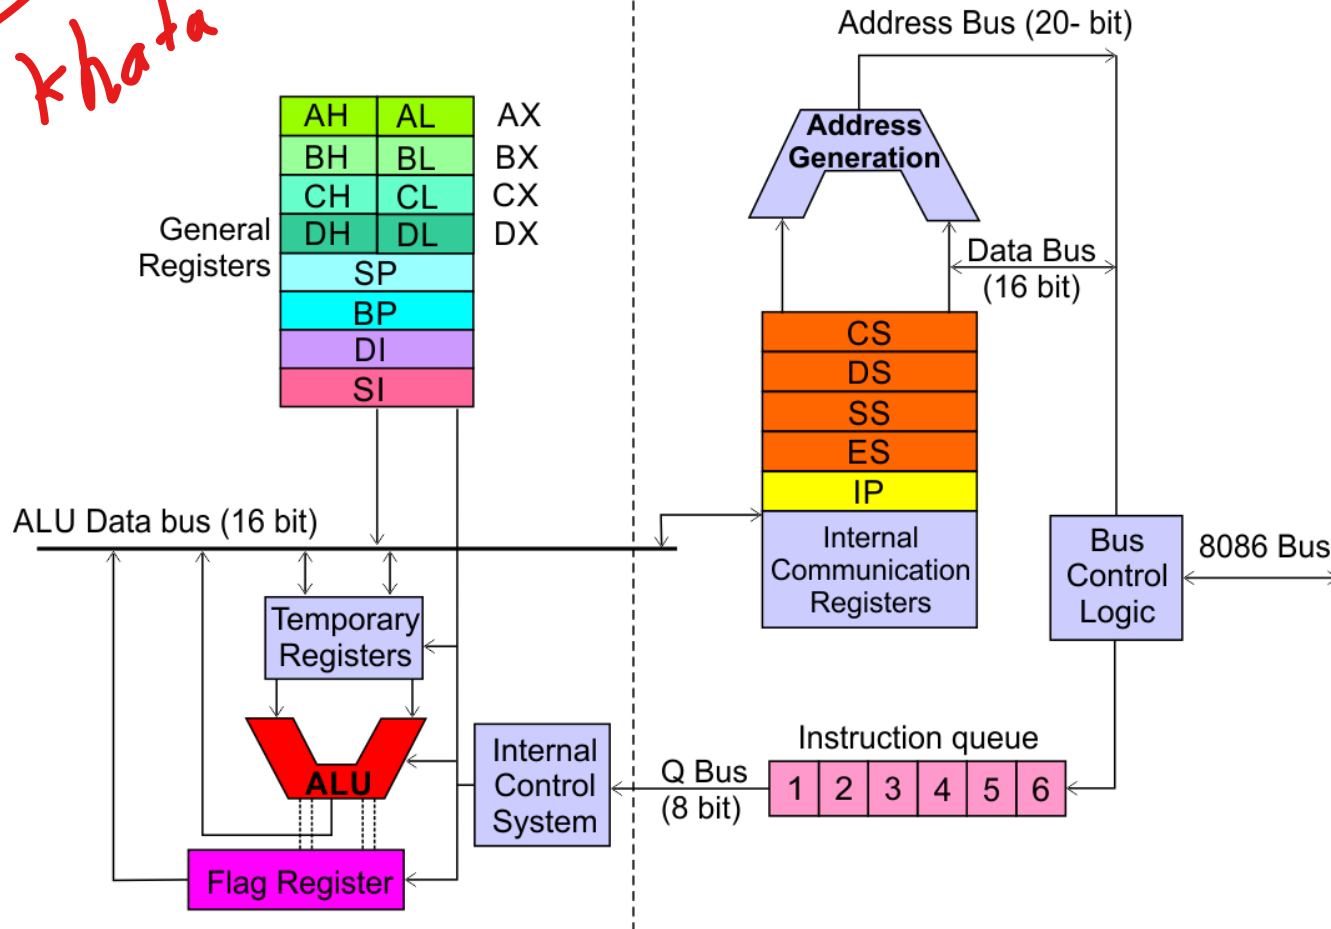 khata
Address Bus (20- bit)
AH AL AX
BH BL BX
CH CL CX
DH DL DX
General
Registers
SP
BP
DI
SI
Address
Generation
Data Bus
(16 bit)
CS
DS
SS
ES
IP
Internal
Communication
Registers
ALU Data bus (16 bit)
Bus
Control
Logic
8086 Bus
Temporary
Registers
ALU
Internal
Control
System
Q Bus
(8 bit)
Instruction queue
1 2 3 4 5 6
Flag Register